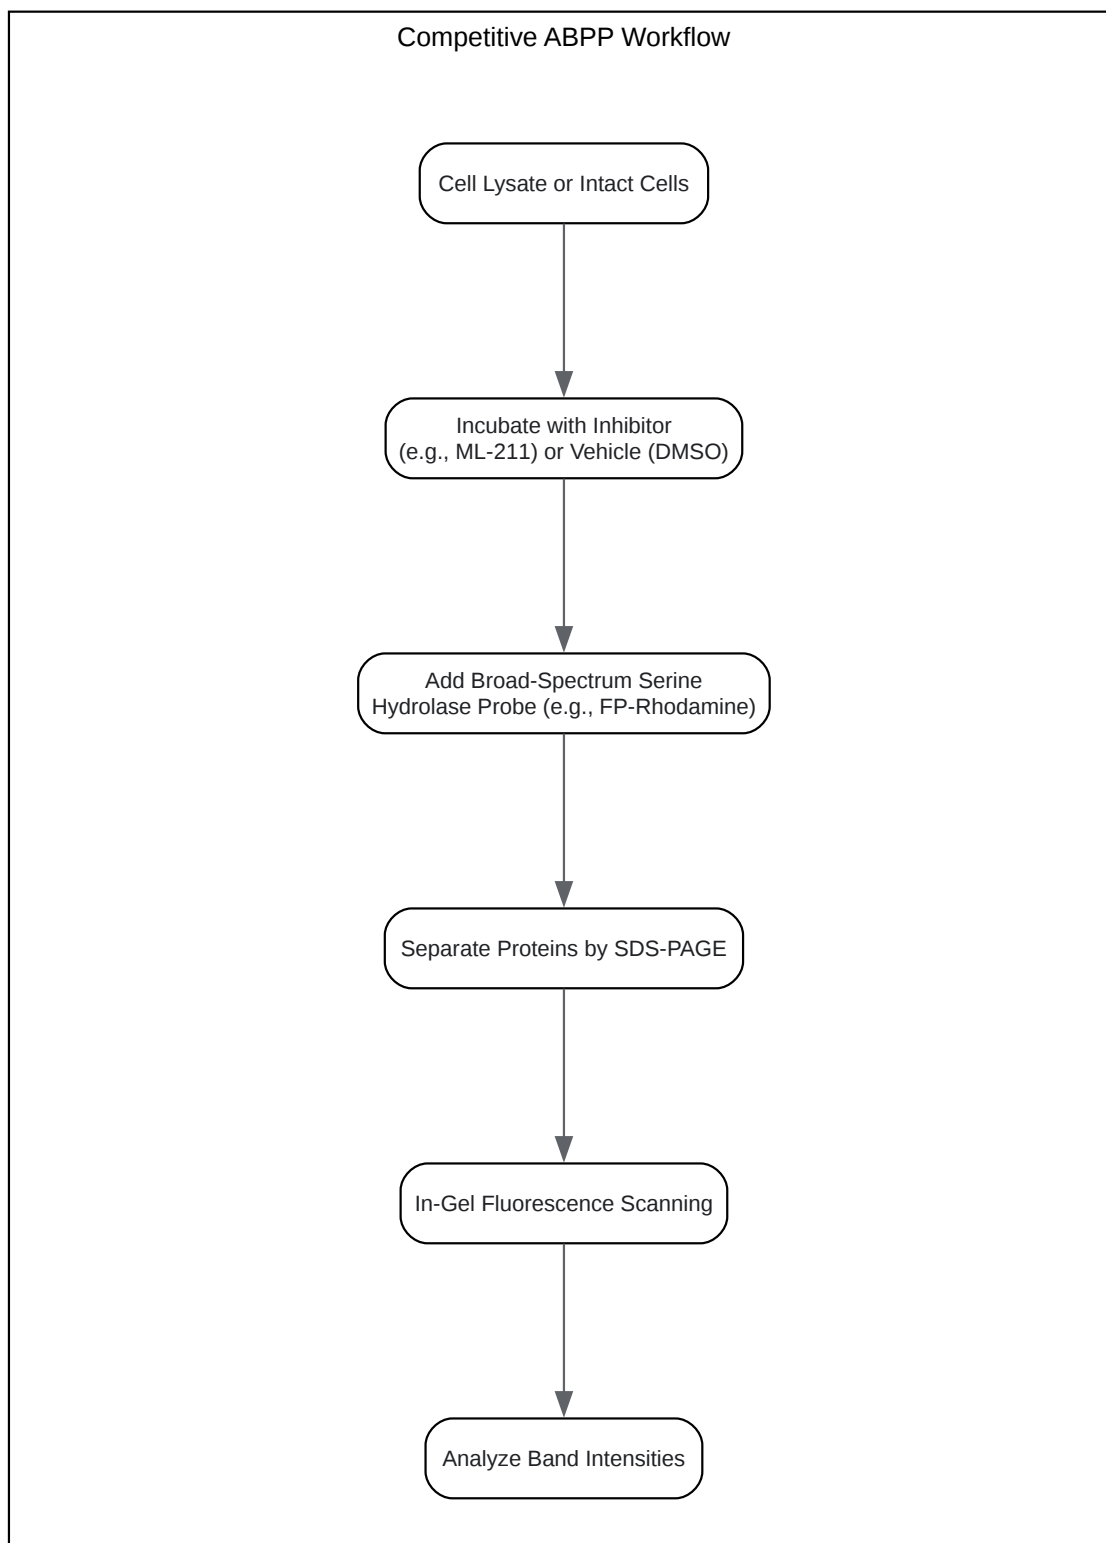 Competitive ABPP Workflow
Cell Lysate or Intact Cells
Incubate with Inhibitor
(e.g., ML-211) or Vehicle (DMSO)
Add Broad-Spectrum Serine
Hydrolase Probe (e.g., FP-Rhodamine)
Separate Proteins by SDS-PAGE
In-Gel Fluorescence Scanning
Analyze Band Intensities